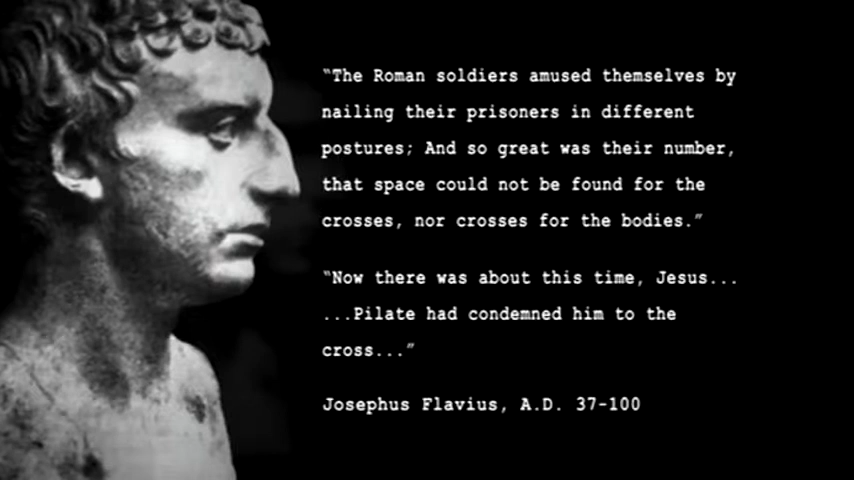 “The Roman soldiers amused themselves by
nailing their prisoners in different
postures; And so great was their number,
that space could not be found for the
crosses, nor crosses for the bodies.”
“Now there was about this time, Jesus...
...Pilate had condemned him to the
cross...”
Josephus Flavius, A.D. 37-100